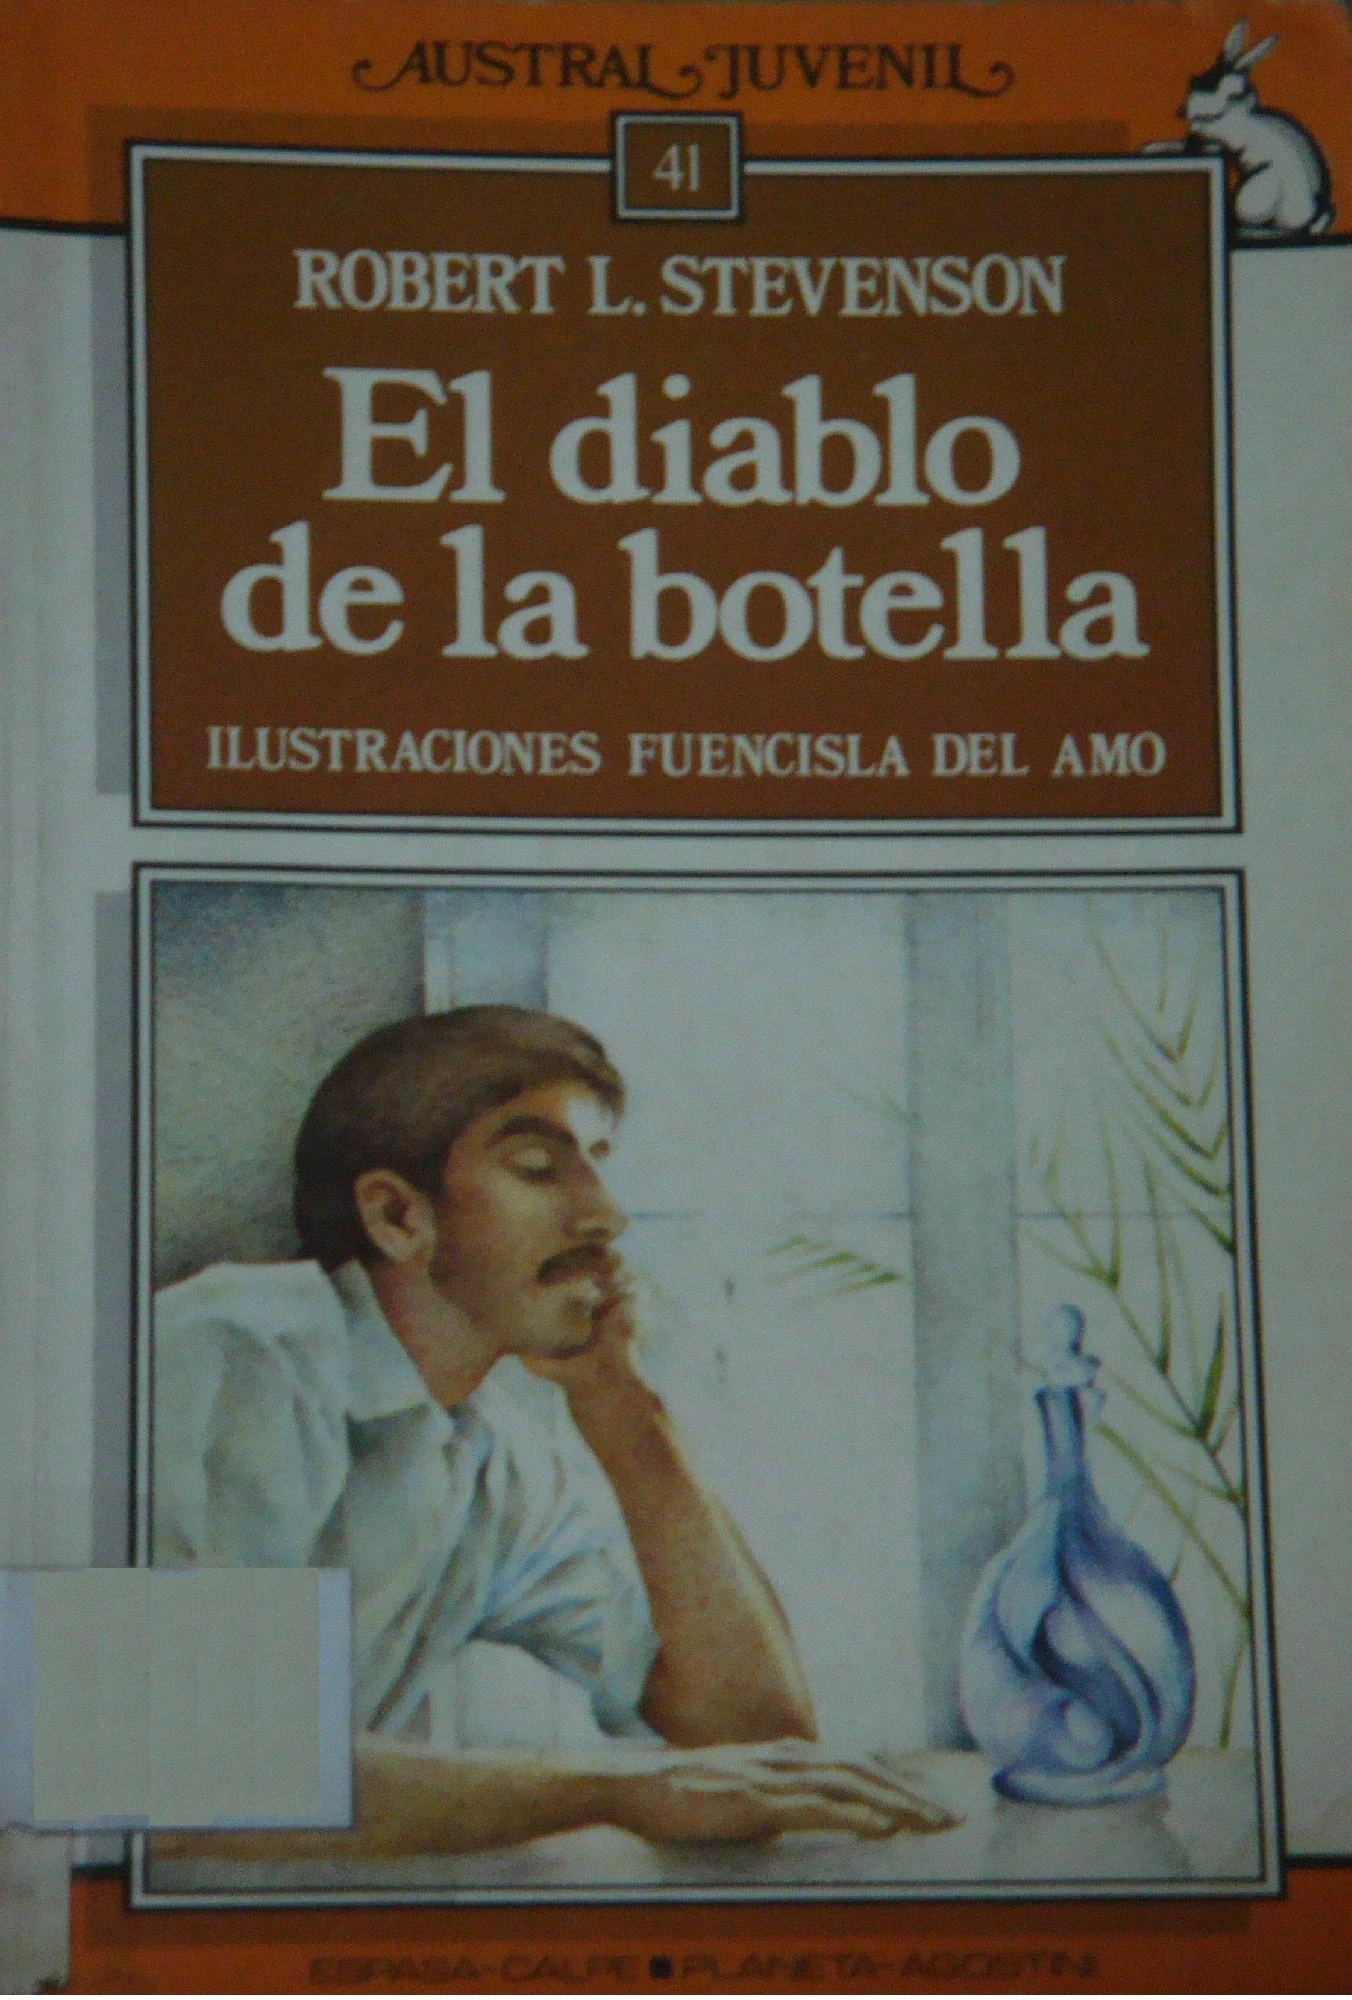 AUSTRAL JUVENIL
41
ROBERT L. STEVENSON
El diablo
de la botella
ILUSTRACIONES FUENCISLA DEL AMO
ESPASA-CALPE ■ PLANETA-AGOSTINI